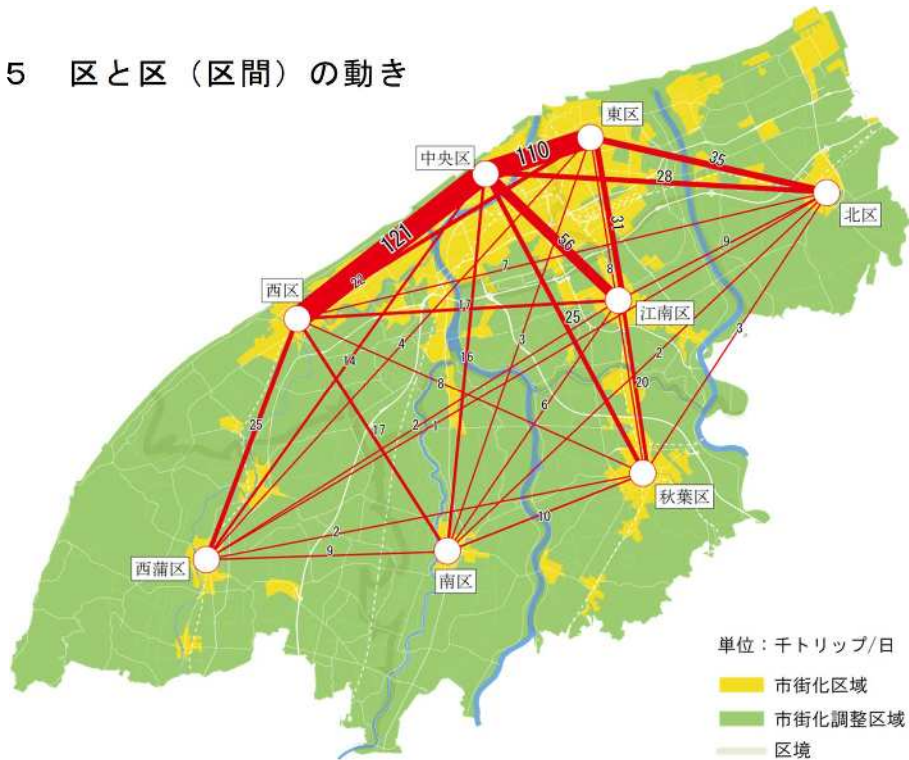 5 区と区（区間）の動き
東区
中央区
110
35
28
北区
31
121
56
9
7
8
22
西区
17
江南区
25
3
14
4
16
3
2
8
20
6
25
17
2
1
秋葉区
2
10
9
西蒲区
南区
単位：千トリップ/日
市街化区域
市街化調整区域
区境